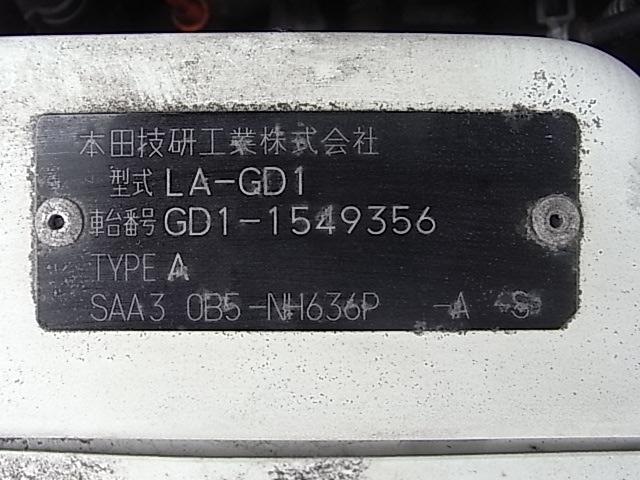 本田技研工業株式会社
型式 LA-GD1
車台番号 GD1-1549356
TYPE A
SAA3 0B5-NH636P -A -S